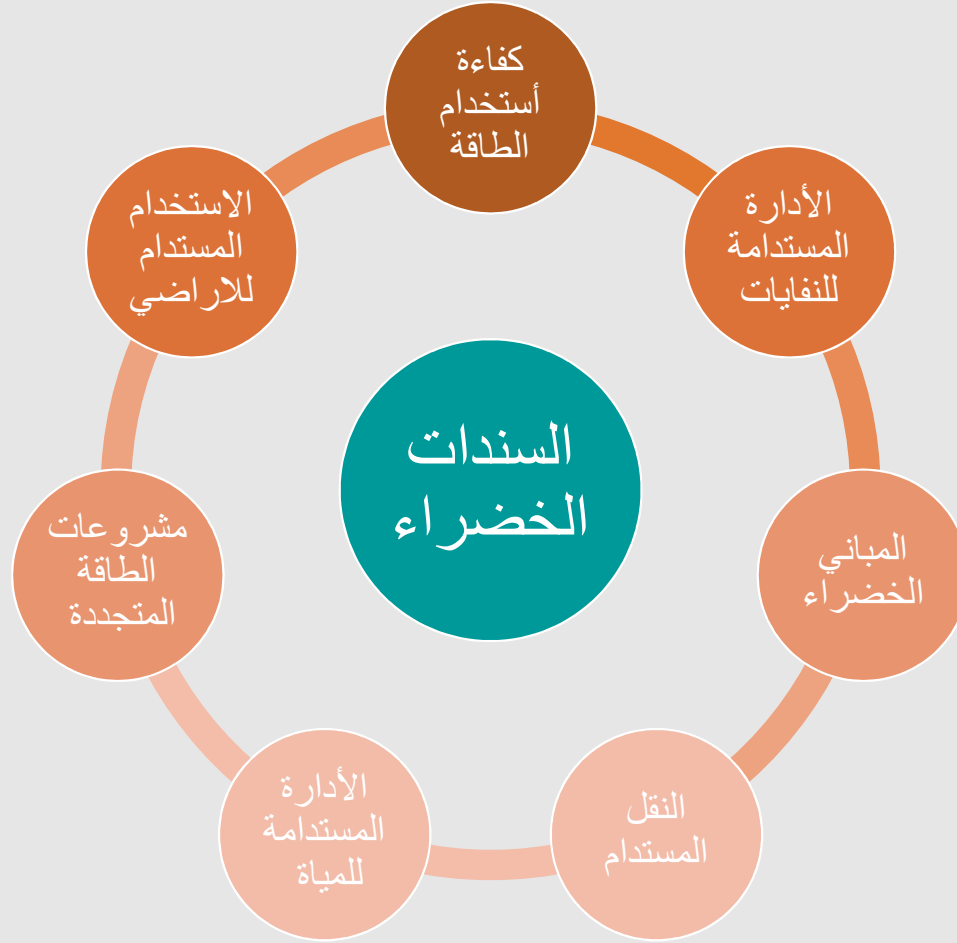 كفاءة
أستخدام
الطاقة
الأدارة
المستدامة
للنفايات
المباني
الخضراء
النقل
المستدام
الأدارة
المستدامة
للمياة
مشروعات
الطاقة
المتجددة
الاستخدام
المستدام
للاراضي
السندات
الخضراء